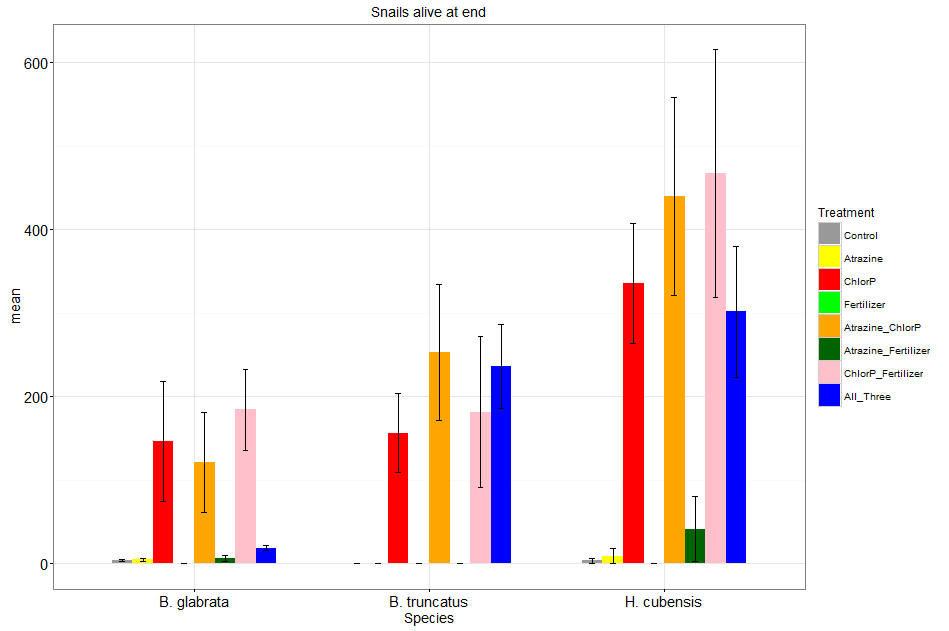 Snails alive at end
600
400
200
0
mean
B. glabrata
B. truncatus
H. cubensis
Species
Treatment
Control
Atrazine
ChlorP
Fertilizer
Atrazine_ChlorP
Atrazine_Fertilizer
ChlorP_Fertilizer
All_Three